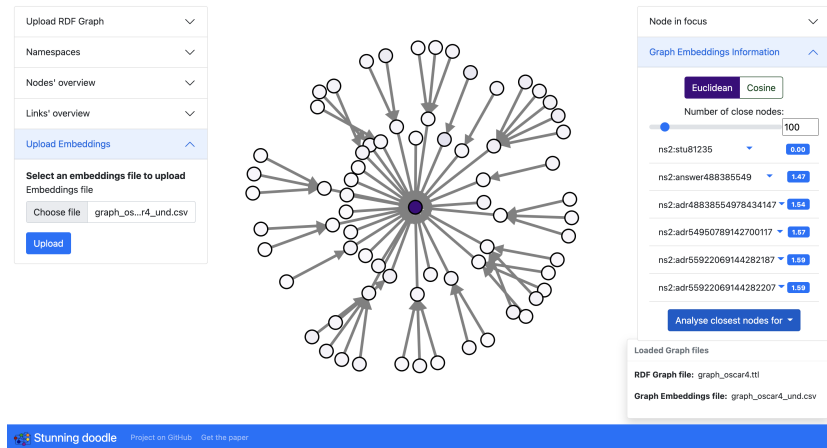 Upload RDF Graph
Namespaces
Nodes' overview
Links' overview
Upload Embeddings
Select an embeddings file to upload
Embeddings file
Choose file graph_os...r4_und.csv
Upload
Node in focus
Graph Embeddings Information
Euclidean Cosine
Number of close nodes:
100
ns2:stu81235 0.00
ns2:answer488385549 1.47
ns2:adr48838554978434147 1.54
ns2:adr54950789142700117 1.57
ns2:adr55922069144282187 1.59
ns2:adr55922069144282207 1.59
Analyse closest nodes for
Loaded Graph files
RDF Graph file: graph_oscar4.ttl
Graph Embeddings file: graph_oscar4_und.csv
Stunning doodle Project on GitHub Get the paper